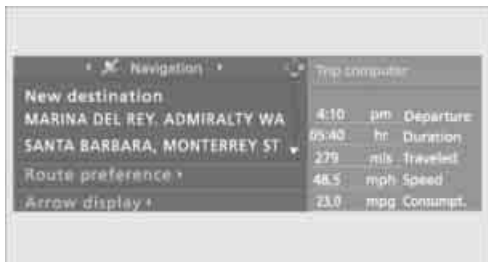 Navigation
New destination
MARINA DEL REY, ADMIRALTY WA
SANTA BARBARA, MONTERREY ST
Route preference
Arrow display
Trip computer
4:10 pm Departure
05:40 hr Duration
279 mls Traveled
48.5 mph Speed
23.0 mpg Consumpt.